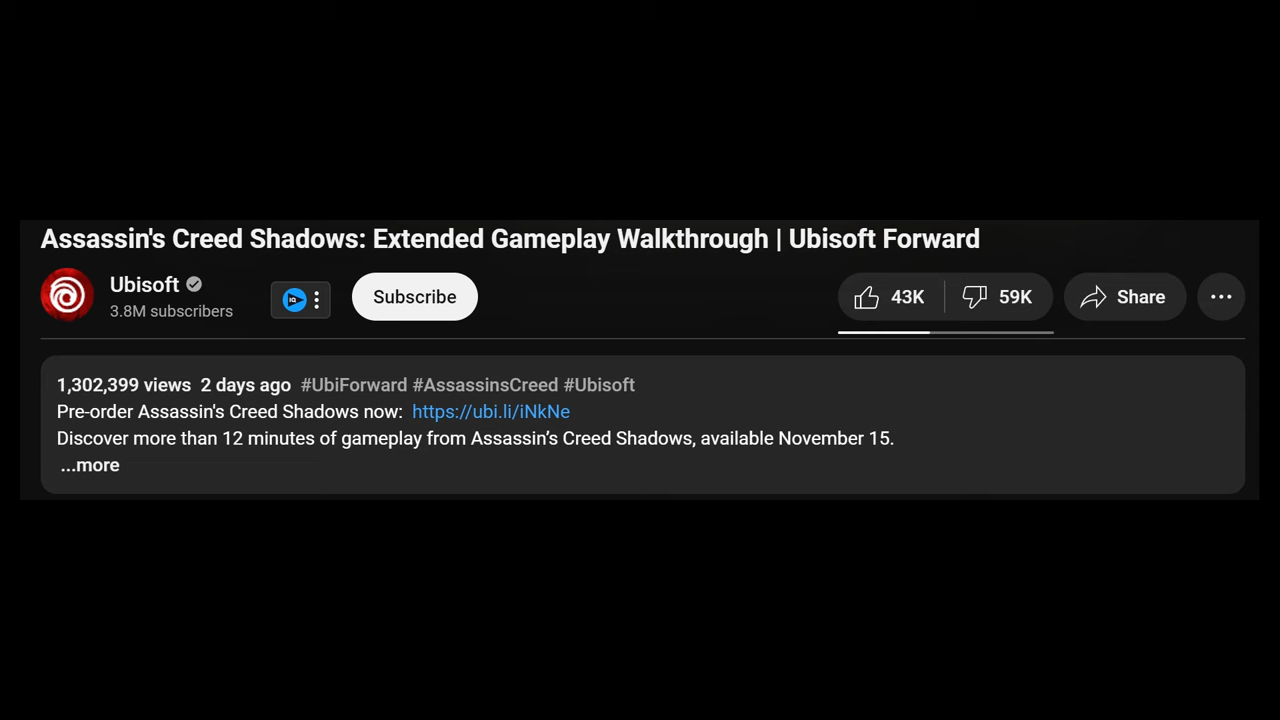 Assassin's Creed Shadows: Extended Gameplay Walkthrough | Ubisoft Forward
Ubisoft
3.8M subscribers
IQ
Subscribe
43K
59K
Share
1,302,399 views 2 days ago #UbiForward #AssassinsCreed #Ubisoft
Pre-order Assassin's Creed Shadows now: https://ubi.li/iNkNe
Discover more than 12 minutes of gameplay from Assassin’s Creed Shadows, available November 15.
...more